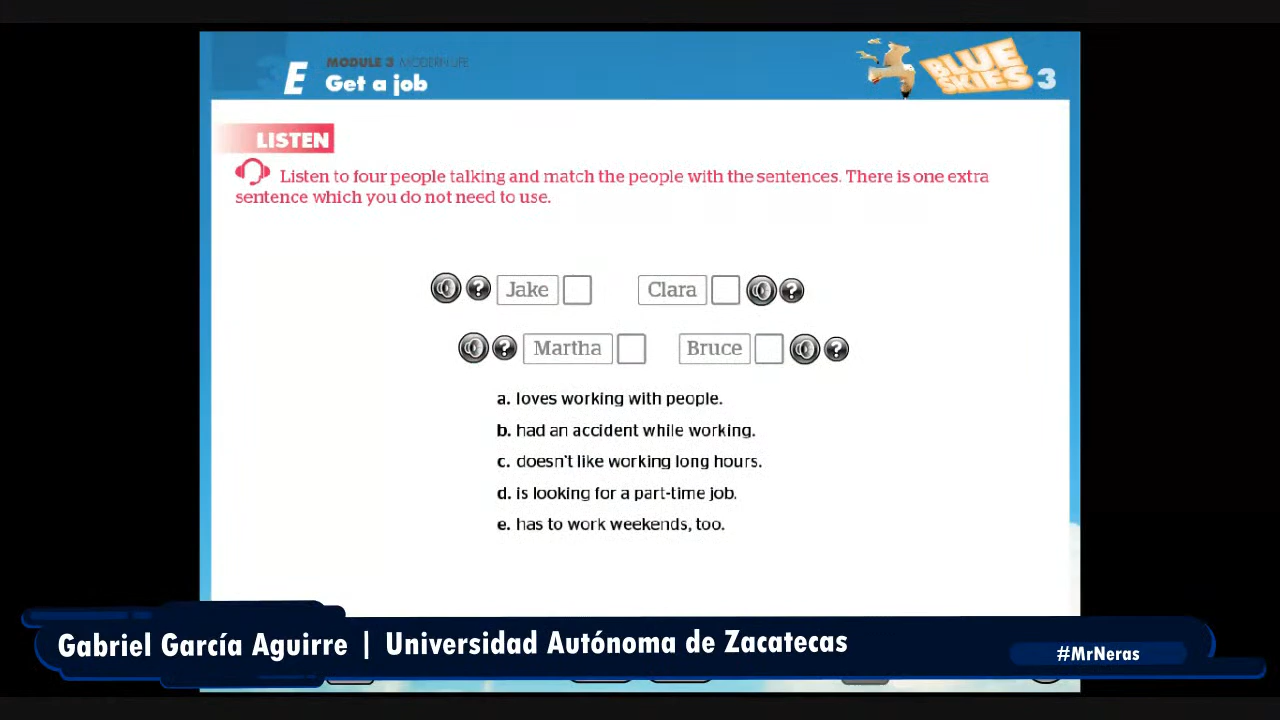 E
MODULE 3 MODERN LIFE
Get a job
BLUE SKIES 3
LISTEN
Listen to four people talking and match the people with the sentences. There is one extra
sentence which you do not need to use.
? Jake Clara ?
? Martha Bruce ?
a. loves working with people.
b. had an accident while working.
c. doesn't like working long hours.
d. is looking for a part-time job.
e. has to work weekends, too.
Gabriel García Aguirre | Universidad Autónoma de Zacatecas
#MrNeras